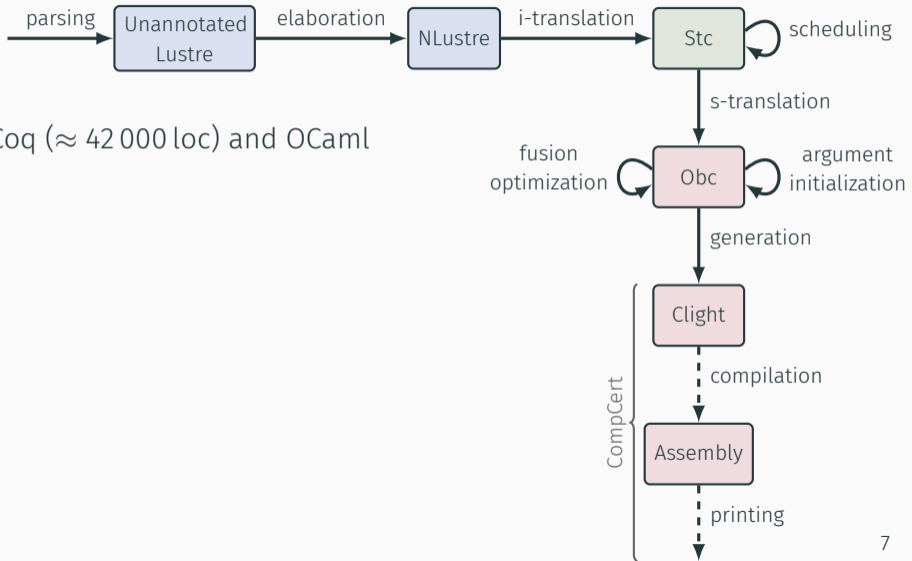 parsing
Unannotated
Lustre
elaboration
NLustre
i-translation
Stc
scheduling
s-translation
Coq (≈ 42 000 loc) and OCaml
fusion
optimization
Obc
argument
initialization
generation
Clight
compilation
CompCert
Assembly
printing
7